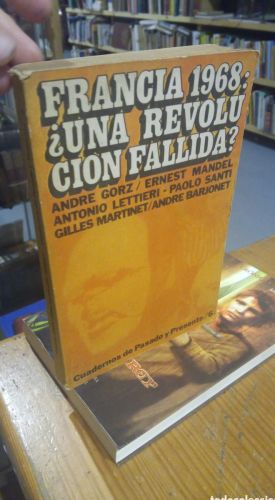 FRANCIA 1968:
¿UNA REVOLU
CION FALLIDA?
ANDRE GORZ / ERNEST MANDEL
ANTONIO LETTIERI - PAOLO SANTI
GILLES MARTINET/ANDRE BARJONET
Cuadernos de Pasado y Presente / 6